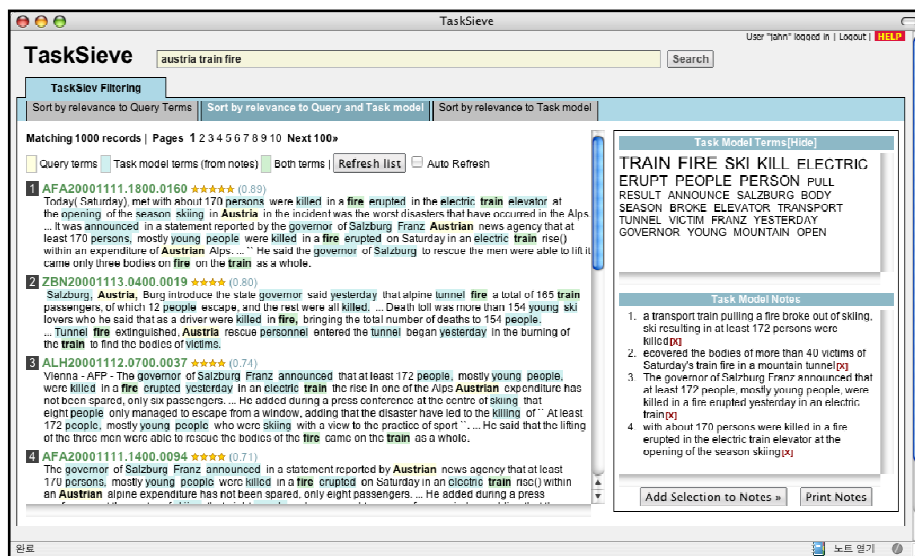 TaskSieve
User "jahn" logged in | Logout | HELP
TaskSieve
austria train fire
Search
TaskSiev Filtering
Sort by relevance to Query Terms
Sort by relevance to Query and Task model
Sort by relevance to Task model
Matching 1000 records | Pages 1 2 3 4 5 6 7 8 9 10 Next 100»
Query terms Task model terms (from notes) Both terms | Refresh list Auto Refresh
1 AFA20001111.1800.0160 ★★★★★ (0.89)
Today( Saturday), met with about 170 persons were killed in a fire erupted in the electric train elevator at
the opening of the season skiing in Austria in the incident was the worst disasters that have occurred in the Alps
... It was announced in a statement reported by the governor of Salzburg Franz Austrian news agency that at
least 170 persons, mostly young people were killed in a fire erupted on Saturday in an electric train rise()
within an expenditure of Austrian Alps. ... `` He said the governor of Salzburg to rescue the men were able to lift it
came only three bodies on fire on the train as a whole.
2 ZBN20001113.0400.0019 ★★★★ (0.80)
Salzburg, Austria, Burg introduce the state governor said yesterday that alpine tunnel fire a total of 165 train
passengers, of which 12 people escape, and the rest were all killed. ... Death toll was more than 154 young ski
lovers who he said that as a driver were killed in fire, bringing the total number of deaths to 154 people.
... Tunnel fire extinguished, Austria rescue personnel entered the tunnel began yesterday in the burning of
the train to find the bodies of victims.
3 ALH20001112.0700.0037 ★★★★ (0.74)
Vienna - AFP - The governor of Salzburg Franz announced that at least 172 people, mostly young people,
were killed in a fire erupted yesterday in an electric train the rise in one of the Alps Austrian expenditure has
not been spared, only six passengers. ... He added during a press conference at the centre of skiing that
eight people only managed to escape from a window, adding that the disaster have led to the killing of `` At least
172 people, mostly young people who were skiing with a view to the practice of sport ``. ... He said that the lifting
of the three men were able to rescue the bodies of the fire came on the train as a whole.
4 AFA20001111.1400.0094 ★★★★ (0.71)
The governor of Salzburg Franz announced in a statement reported by Austrian news agency that at least
170 persons, mostly young people were killed in a fire erupted on Saturday in an electric train rise() within
an Austrian alpine expenditure has not been spared, only eight passengers. ... He added during a press
Task Model Terms[Hide]
TRAIN FIRE SKI KILL ELECTRIC
ERUPT PEOPLE PERSON PULL
RESULT ANNOUNCE SALZBURG BODY
SEASON BROKE ELEVATOR TRANSPORT
TUNNEL VICTIM FRANZ YESTERDAY
GOVERNOR YOUNG MOUNTAIN OPEN
Task Model Notes
1. a transport train pulling a fire broke out of skiing,
ski resulting in at least 172 persons were
killed[X]
2. ecovered the bodies of more than 40 victims of
Saturday's train fire in a mountain tunnel[X]
3. The governor of Salzburg Franz announced that
at least 172 people, mostly young people, were
killed in a fire erupted yesterday in an electric
train[X]
4. with about 170 persons were killed in a fire
erupted in the electric train elevator at the
opening of the season skiing[X]
Add Selection to Notes »
Print Notes
완료
노트 열기